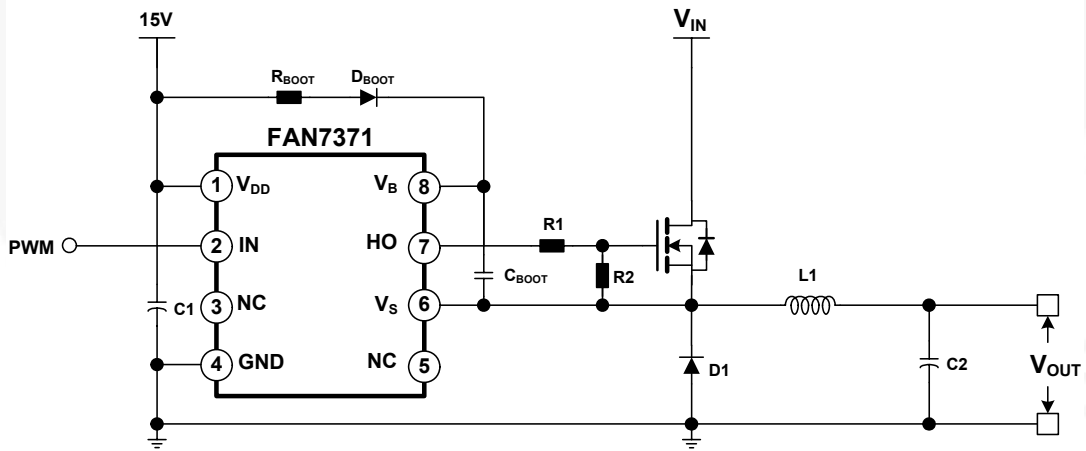 15V
VIN
RBOOT
DBOOT
FAN7371
1
VDD
VB
8
PWM
2
IN
HO
7
R1
3
NC
C1
CBOOT
R2
VS
6
L1
4
GND
NC
5
D1
C2
VOUT